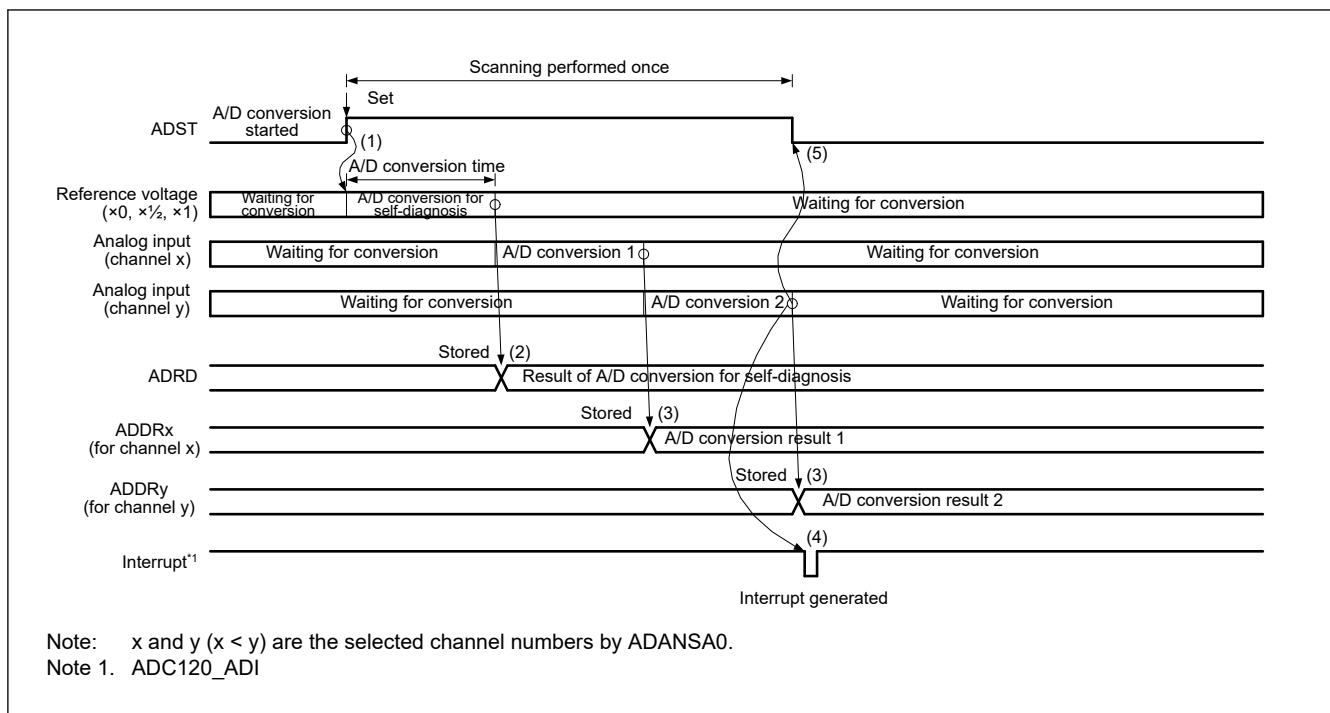 Scanning performed once
Set
ADST
A/D conversion
started
(1)
(5)
A/D conversion time
Reference voltage
(×0, ×½, ×1)
Waiting for
conversion
A/D conversion for
self-diagnosis
Waiting for conversion
Analog input
(channel x)
Waiting for conversion
A/D conversion 1
Waiting for conversion
Analog input
(channel y)
Waiting for conversion
A/D conversion 2
Waiting for conversion
Stored
(2)
ADRD
Result of A/D conversion for self-diagnosis
Stored
(3)
ADDRx
(for channel x)
A/D conversion result 1
Stored
(3)
ADDRy
(for channel y)
A/D conversion result 2
(4)
Interrupt*1
Interrupt generated
Note: x and y (x < y) are the selected channel numbers by ADANSA0.
Note 1. ADC120_ADI